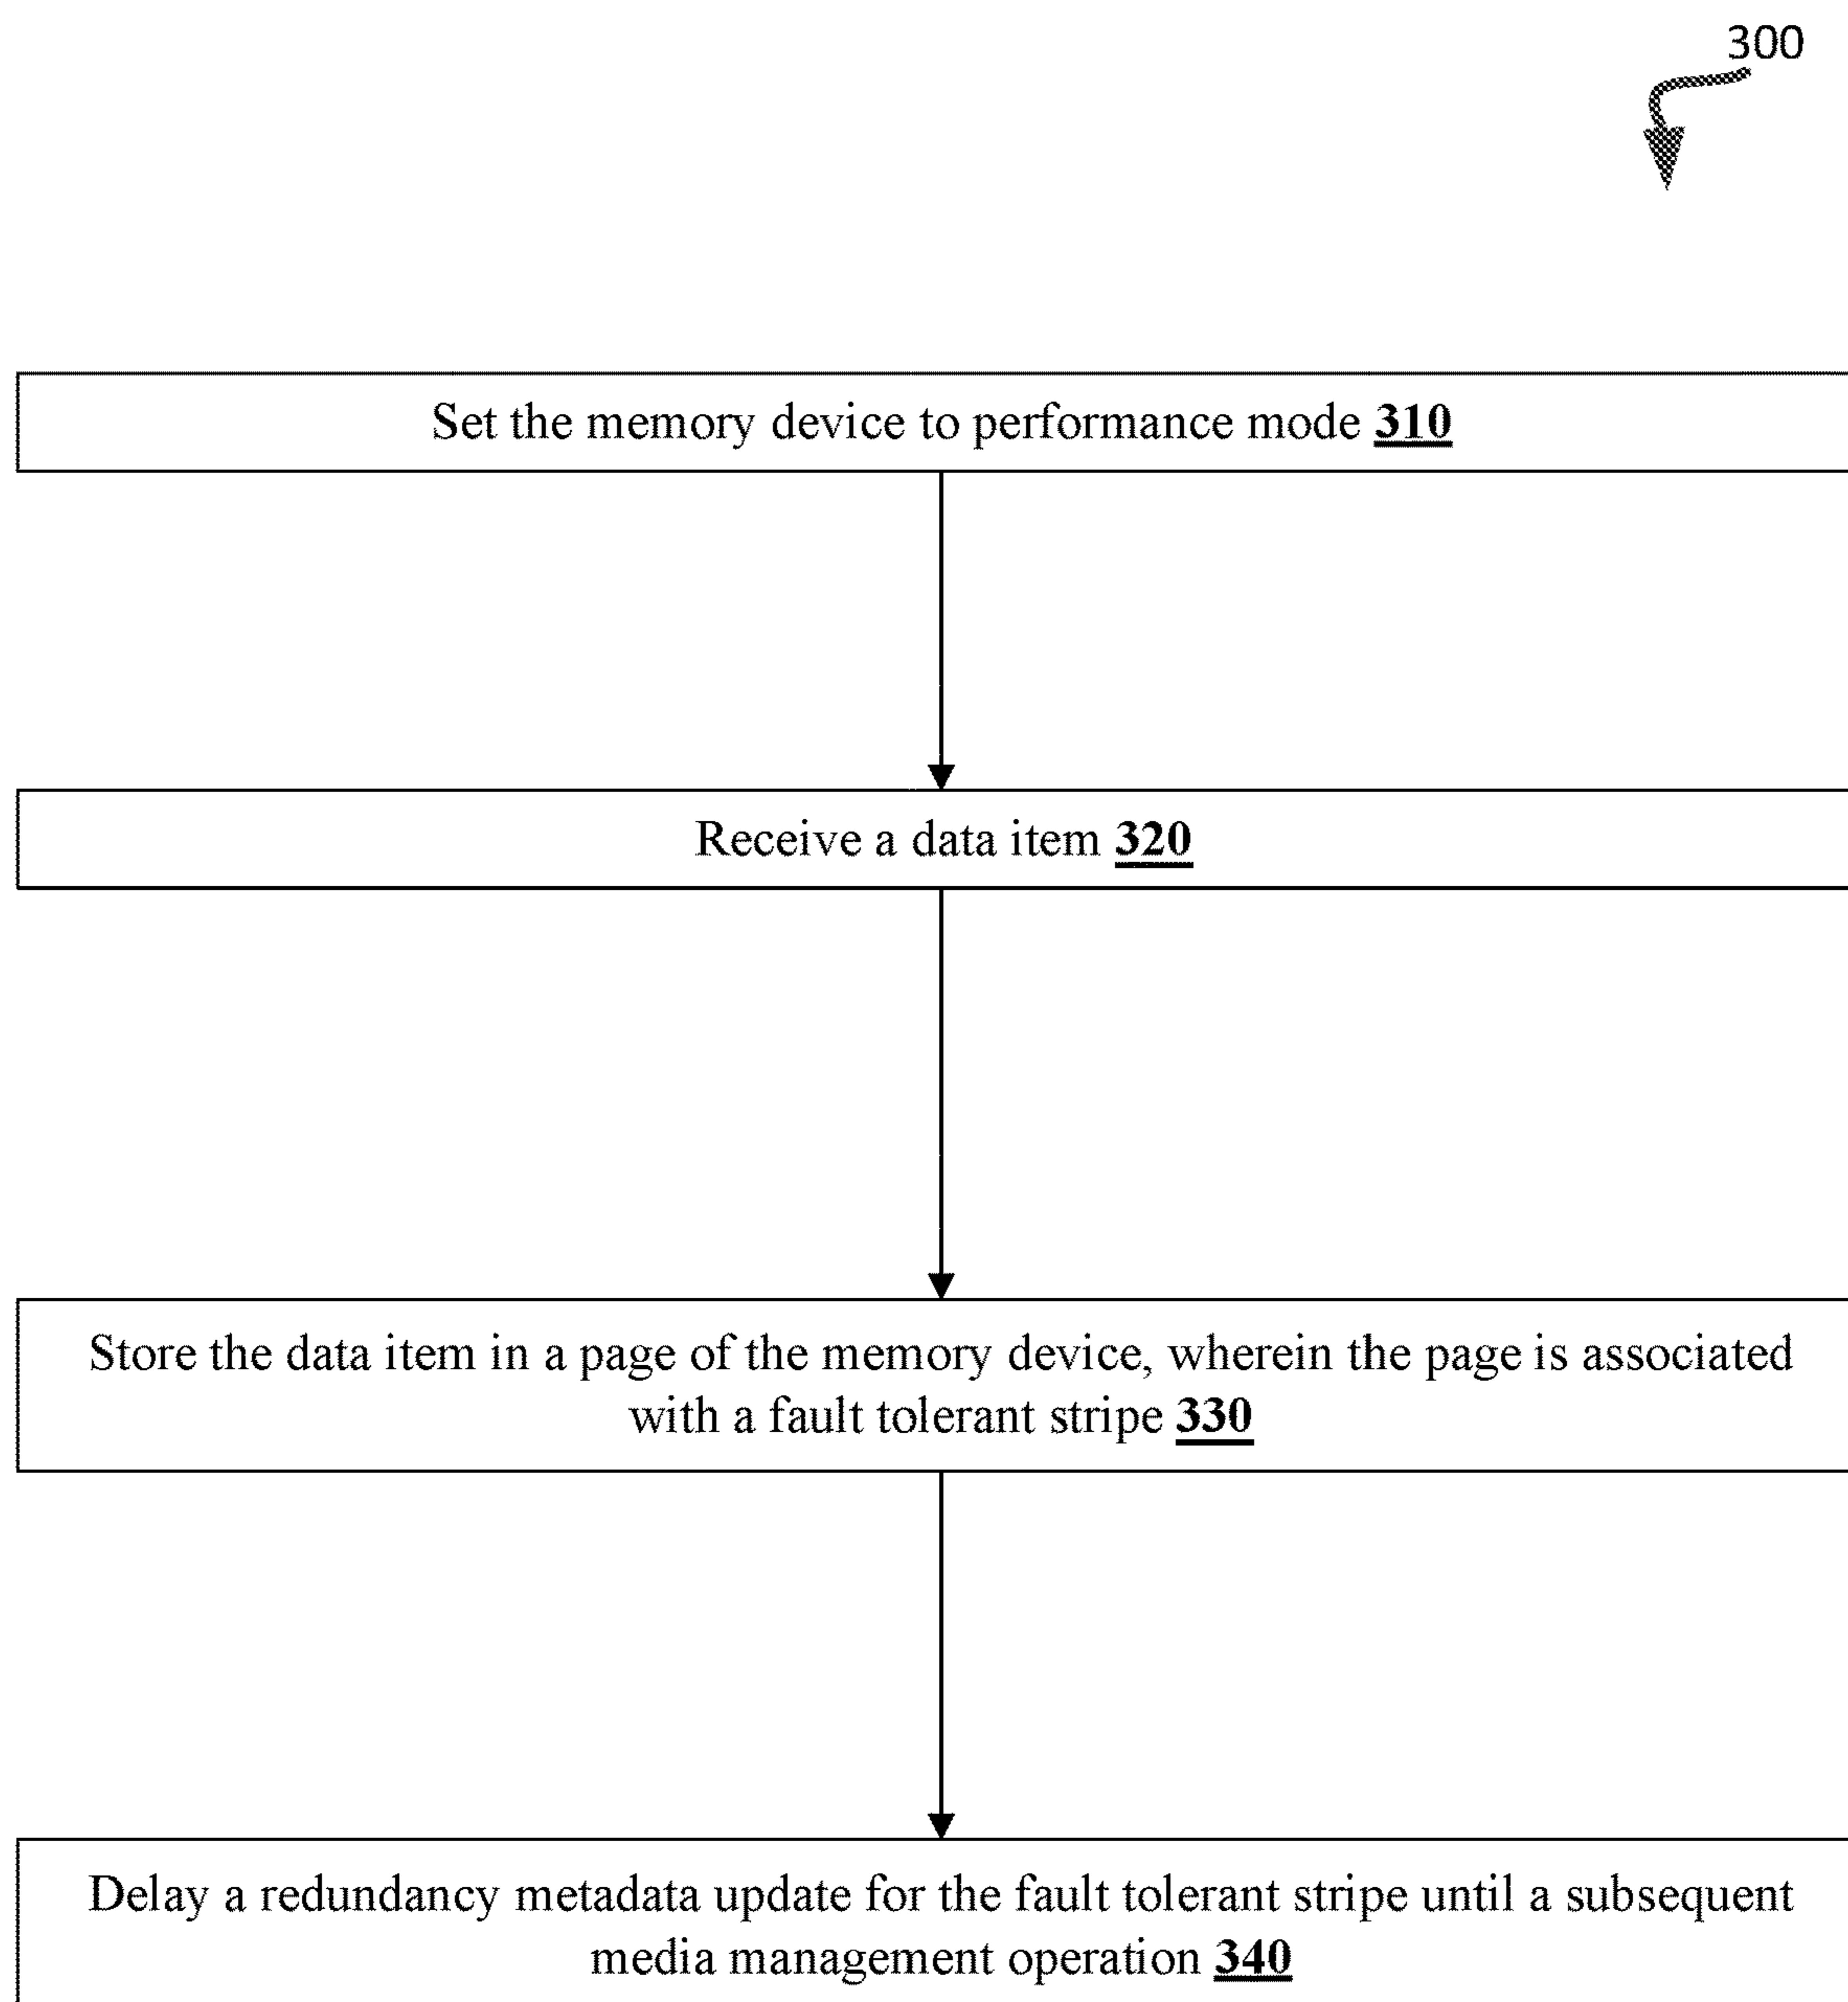 300
Set the memory device to performance mode 310
Receive a data item 320
Store the data item in a page of the memory device, wherein the page is associated
with a fault tolerant stripe 330
Delay a redundancy metadata update for the fault tolerant stripe until a subsequent
media management operation 340